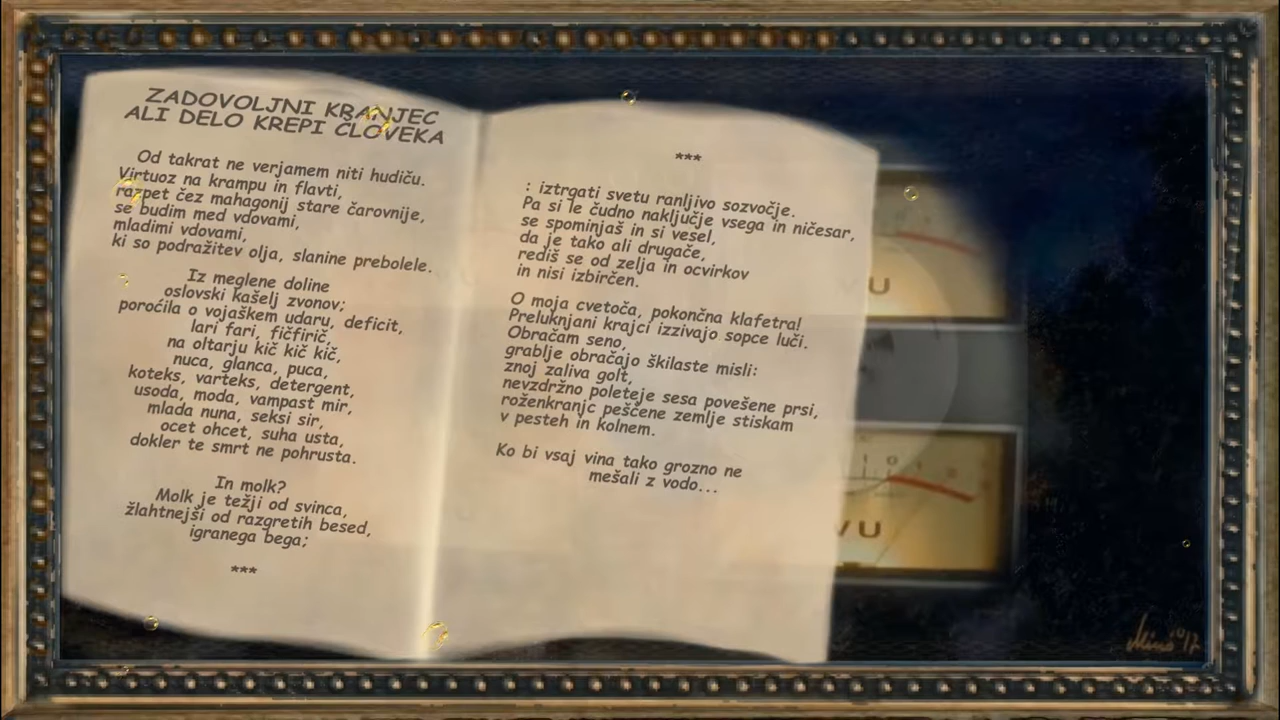 ZADOVOLJNI KRANJEC
ALI DELO KREPI ČLOVEKA
Od takrat ne verjamem niti hudiču.
Virtuoz na krampu in flavti,
razpet čez mahagonij stare čarovnije,
se budim med vdovami,
mladimi vdovami,
ki so podražitev olja, slanine prebolele.
Iz meglene doline
oslovski kašelj zvonov;
poroćila o vojaškem udaru, deficit,
lari fari, fičfirič,
na oltarju kič kič kič,
nuca, glanca, puca,
koteks, varteks, detergent,
usoda, moda, vampast mir,
mlada nuna, seksi sir,
ocet ohcet, suha usta,
dokler te smrt ne pohrusta.
In molk?
Molk je težji od svinca,
žlahtnejši od razgretih besed,
igranega bega;
***
***
: iztrgati svetu ranljivo sozvočje.
Pa si le čudno naključje vsega in ničesar,
se spominjaš in si vesel,
da je tako ali drugače,
rediš se od zelja in ocvirkov
in nisi izbirčen.
O moja cvetoča, pokončna klafetra!
Preluknjani krajci izzivajo sopce luči.
Obračam seno,
grablje obračajo škilaste misli:
znoj zaliva golt,
nevzdržno poleteje sesa povešene prsi,
roženkranjc peščene zemlje stiskam
v pesteh in kolnem.
Ko bi vsaj vina tako grozno ne
mešali z vodo...
VU